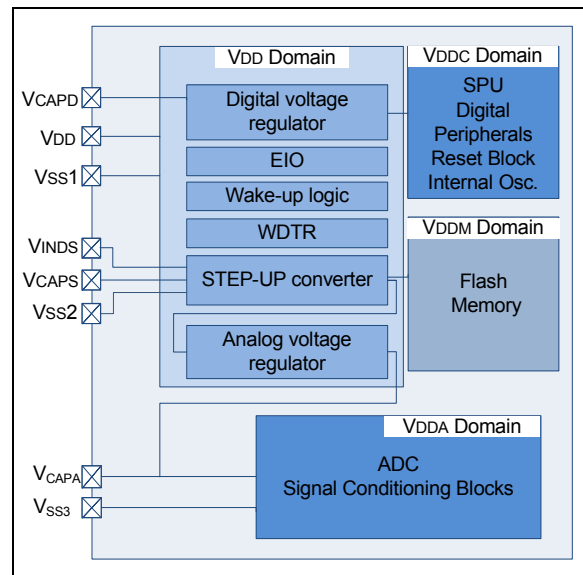 VDD Domain
VDDC Domain
VCAPD
VDD
VSS1
VINDS
VCAPS
VSS2
VCAPA
VSS3
Digital voltage
regulator
EIO
Wake-up logic
WDTR
STEP-UP converter
Analog voltage
regulator
SPU
Digital
Peripherals
Reset Block
Internal Osc.
VDDM Domain
Flash
Memory
VDDA Domain
ADC
Signal Conditioning Blocks